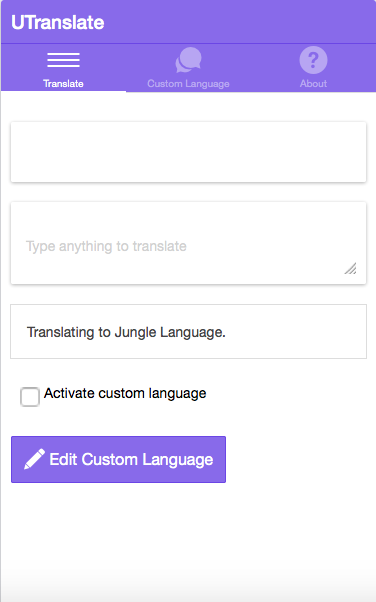 UTranslate
Translate
Custom Language
About
Type anything to translate
Translating to Jungle Language.
Activate custom language
Edit Custom Language